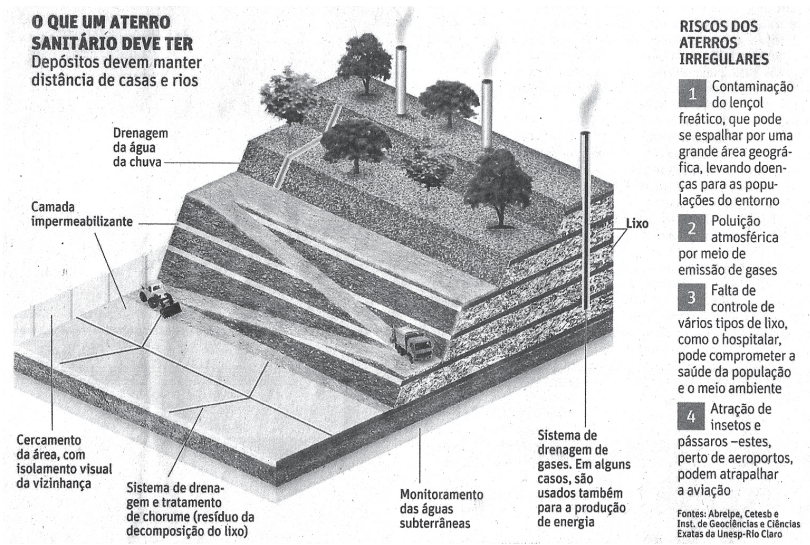 O QUE UM ATERRO
SANITÁRIO DEVE TER
Depósitos devem manter
distância de casas e rios
Drenagem
da água
da chuva
Camada
impermeabilizante
Lixo
Cercamento
da área, com
isolamento visual
da vizinhança
Sistema de drena-
gem e tratamento
de chorume (resíduo da
decomposição do lixo)
Monitoramento
das águas
subterrâneas
Sistema de
drenagem de
gases. Em alguns
casos, são
usados também
para a produção
de energia
RISCOS DOS
ATERROS
IRREGULARES
1 Contaminação
do lençol
freático, que pode
se espalhar por uma
grande área geográ-
fica, levando doen-
ças para as popu-
lações do entorno
2 Poluição
atmosférica
por meio de
emissão de gases
3 Falta de
controle de
vários tipos de lixo,
como o hospitalar,
pode comprometer a
saúde da população
e o meio ambiente
4 Atração de
insetos e
pássaros –estes,
perto de aeroportos,
podem atrapalhar
a aviação
Fontes: Abrelpe, Cetesb e
Inst. de Geociências e Ciências
Exatas da Unesp-Rio Claro